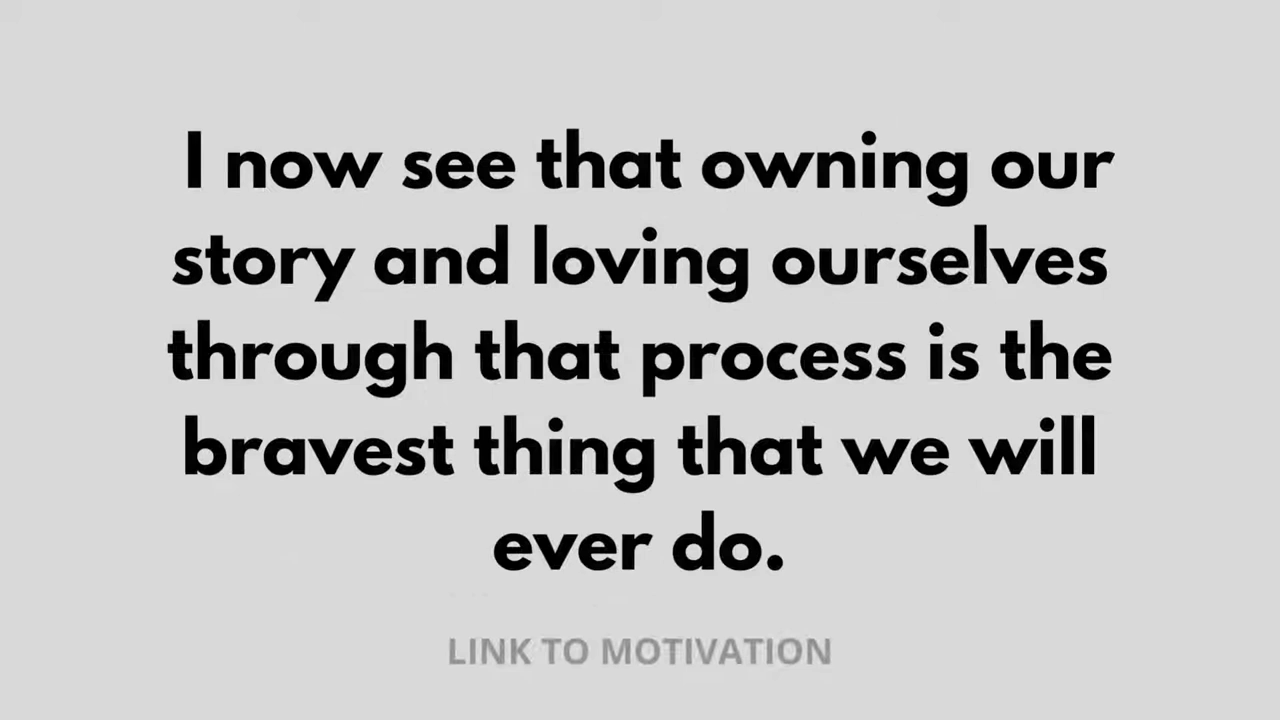 I now see that owning our
story and loving ourselves
through that process is the
bravest thing that we will
ever do.
LINK TO MOTIVATION